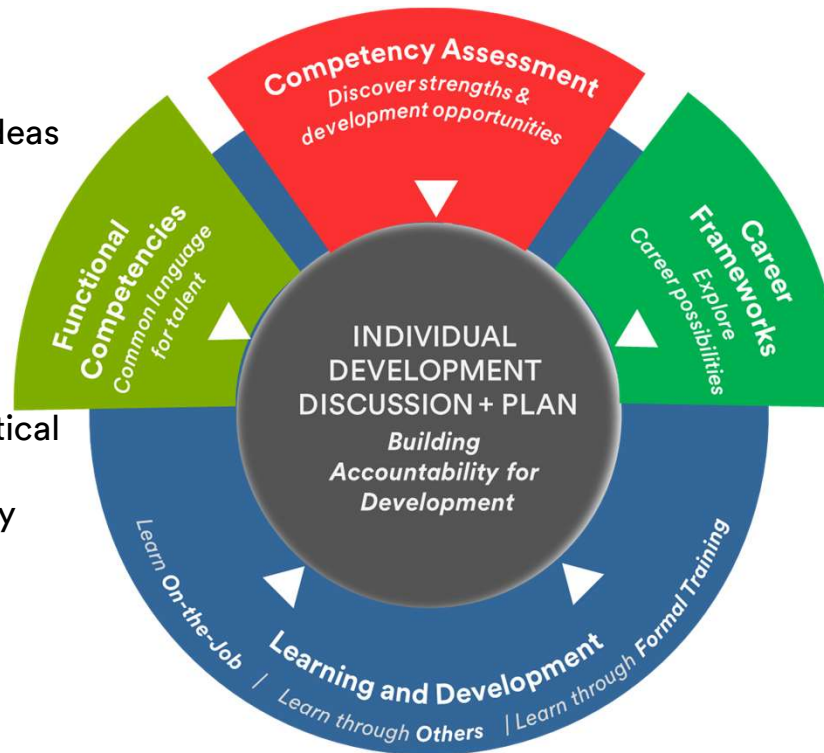 Competency Assessment
Discover strengths &
development opportunities
deas
Functional
Competencies
Common language
for talent
Career
Frameworks
Explore
Career possibilities
INDIVIDUAL
DEVELOPMENT
DISCUSSION + PLAN
Building
Accountability for
Development
tical
y
Learning and Development
Learn On-the-Job | Learn through Others | Learn through Formal Training